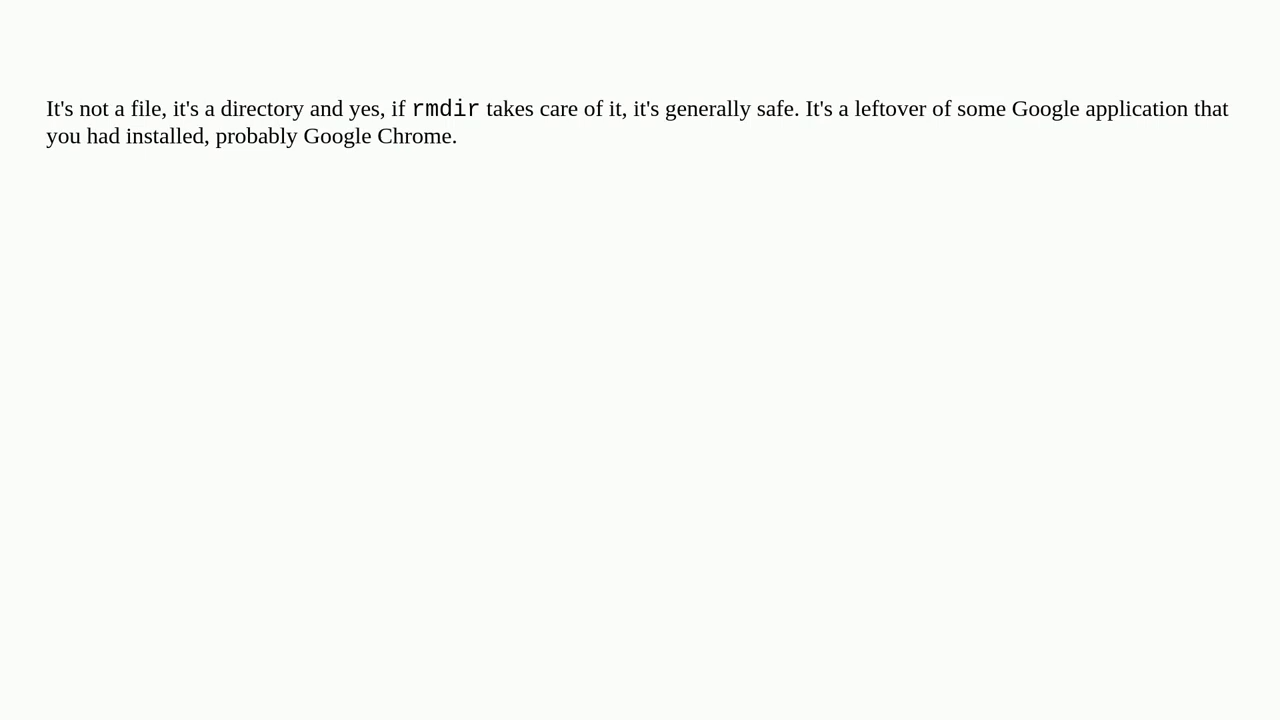 It's not a file, it's a directory and yes, if rmdir takes care of it, it's generally safe. It's a leftover of some Google application that
you had installed, probably Google Chrome.